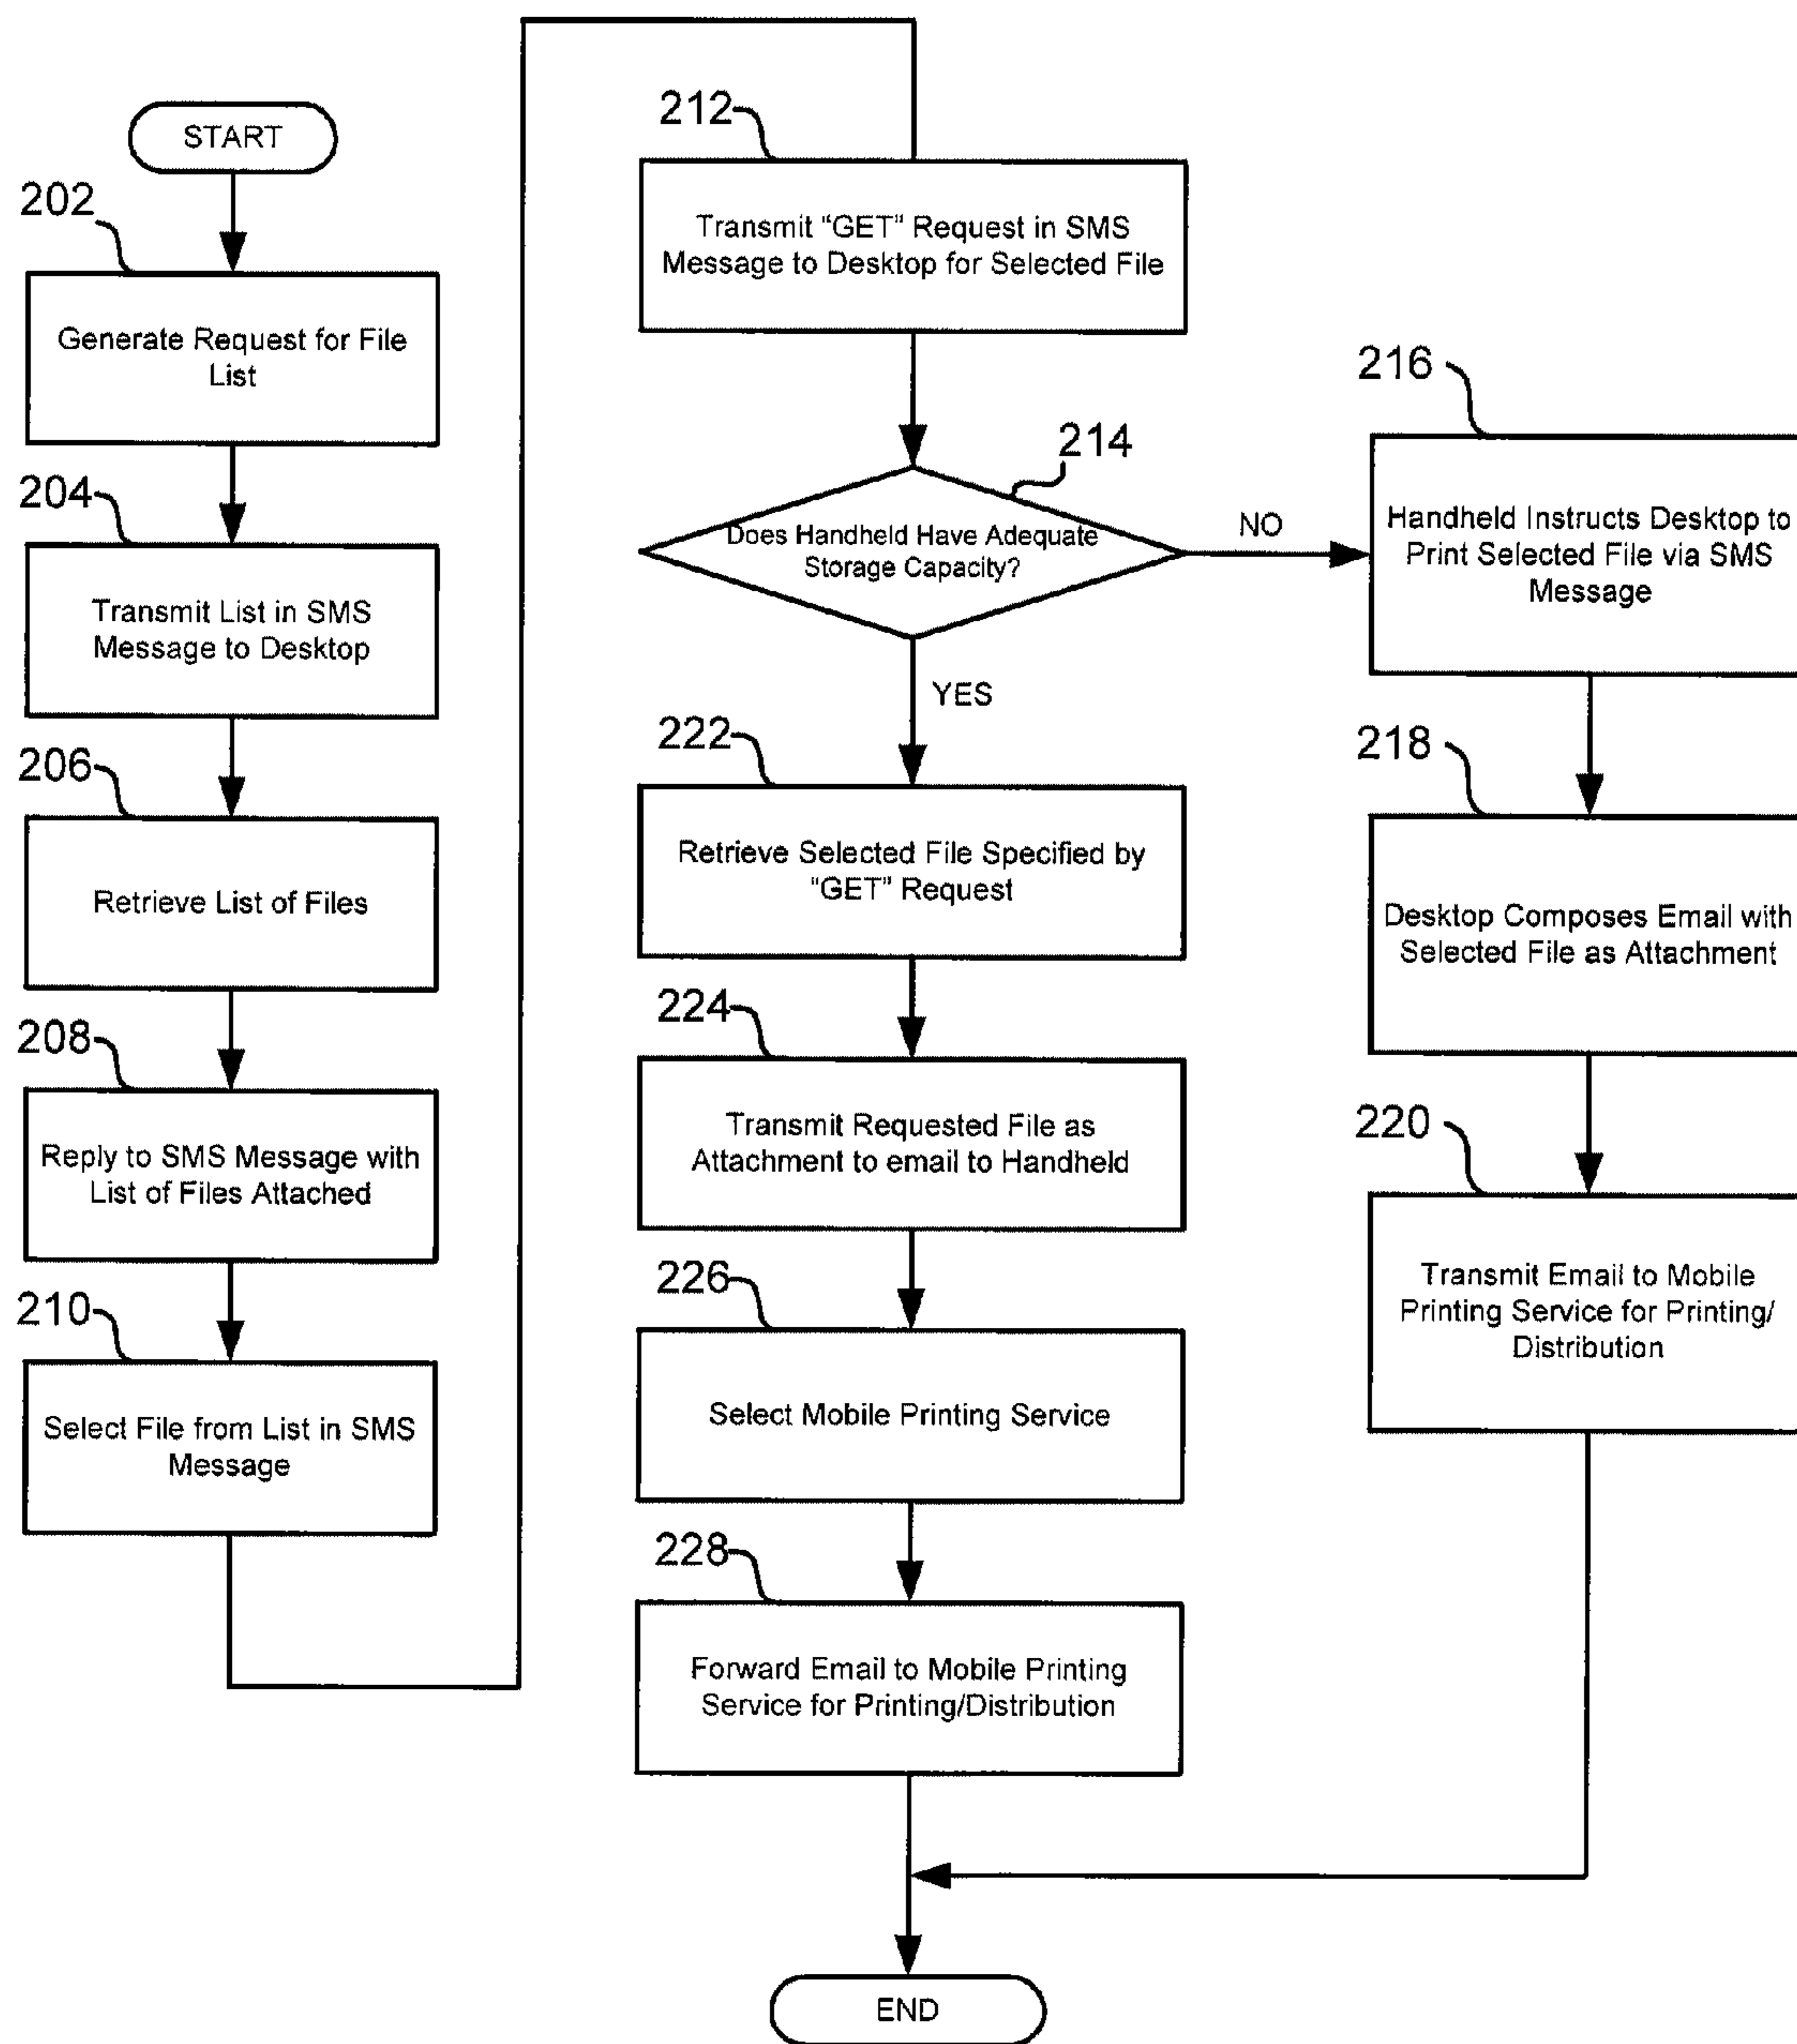 START
202
Generate Request for File
List
204
Transmit List in SMS
Message to Desktop
206
Retrieve List of Files
208
Reply to SMS Message with
List of Files Attached
210
Select File from List in SMS
Message
212
Transmit “GET” Request in SMS
Message to Desktop for Selected File
214
Does Handheld Have Adequate
Storage Capacity?
NO
YES
216
Handheld Instructs Desktop to
Print Selected File via SMS
Message
218
Desktop Composes Email with
Selected File as Attachment
220
Transmit Email to Mobile
Printing Service for Printing/
Distribution
222
Retrieve Selected File Specified by
“GET” Request
224
Transmit Requested File as
Attachment to email to Handheld
226
Select Mobile Printing Service
228
Forward Email to Mobile Printing
Service for Printing/Distribution
END